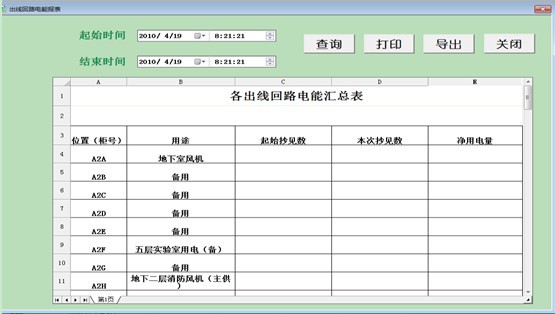 出线回路电能报表
起始时间 2010/ 4/19 8:21:21
结束时间 2010/ 4/19 8:21:21
查询 打印 导出 关闭
A B C D E
1 各出线回路电能汇总表
2
3 位置（柜号） 用途 起始抄见数 本次抄见数 净用电量
4 A2A 地下室风机
5 A2B 备用
6 A2C 备用
7 A2D 备用
8 A2E 备用
9 A2F 五层实验室用电（备）
10 A2G 备用
11 A2H 地下二层消防风机（主供
）
第1页